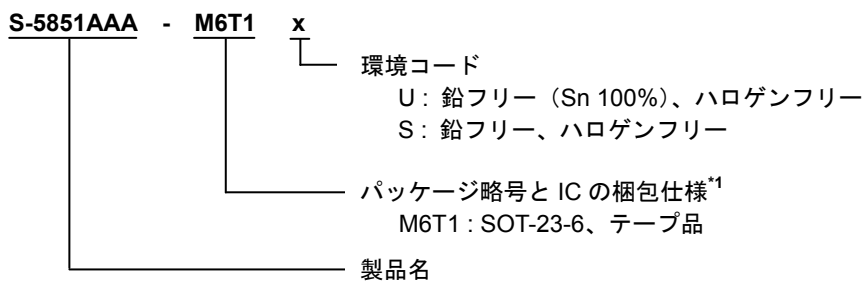 S-5851AAA - M6T1 x
環境コード
U : 鉛フリー（Sn 100%）、ハロゲンフリー
S : 鉛フリー、ハロゲンフリー
パッケージ略号と IC の梱包仕様*1
M6T1 : SOT-23-6、テープ品
製品名